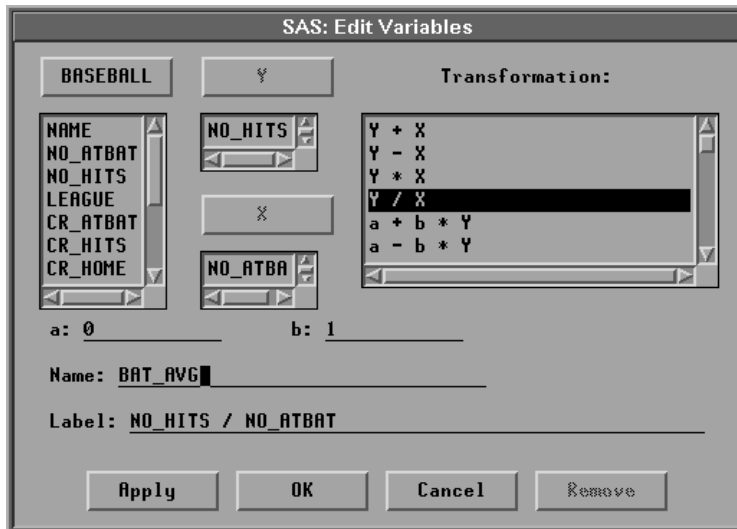 SAS: Edit Variables
BASEBALL
Y
Transformation:
NAME
NO_ATBAT
NO_HITS
LEAGUE
CR_ATBAT
CR_HITS
CR_HOME
NO_HITS
X
NO_ATBA
Y + X
Y - X
Y * X
Y / X
a + b * Y
a - b * Y
a: 0 b: 1
Name: BAT_AVG
Label: NO_HITS / NO_ATBAT
Apply OK Cancel Remove